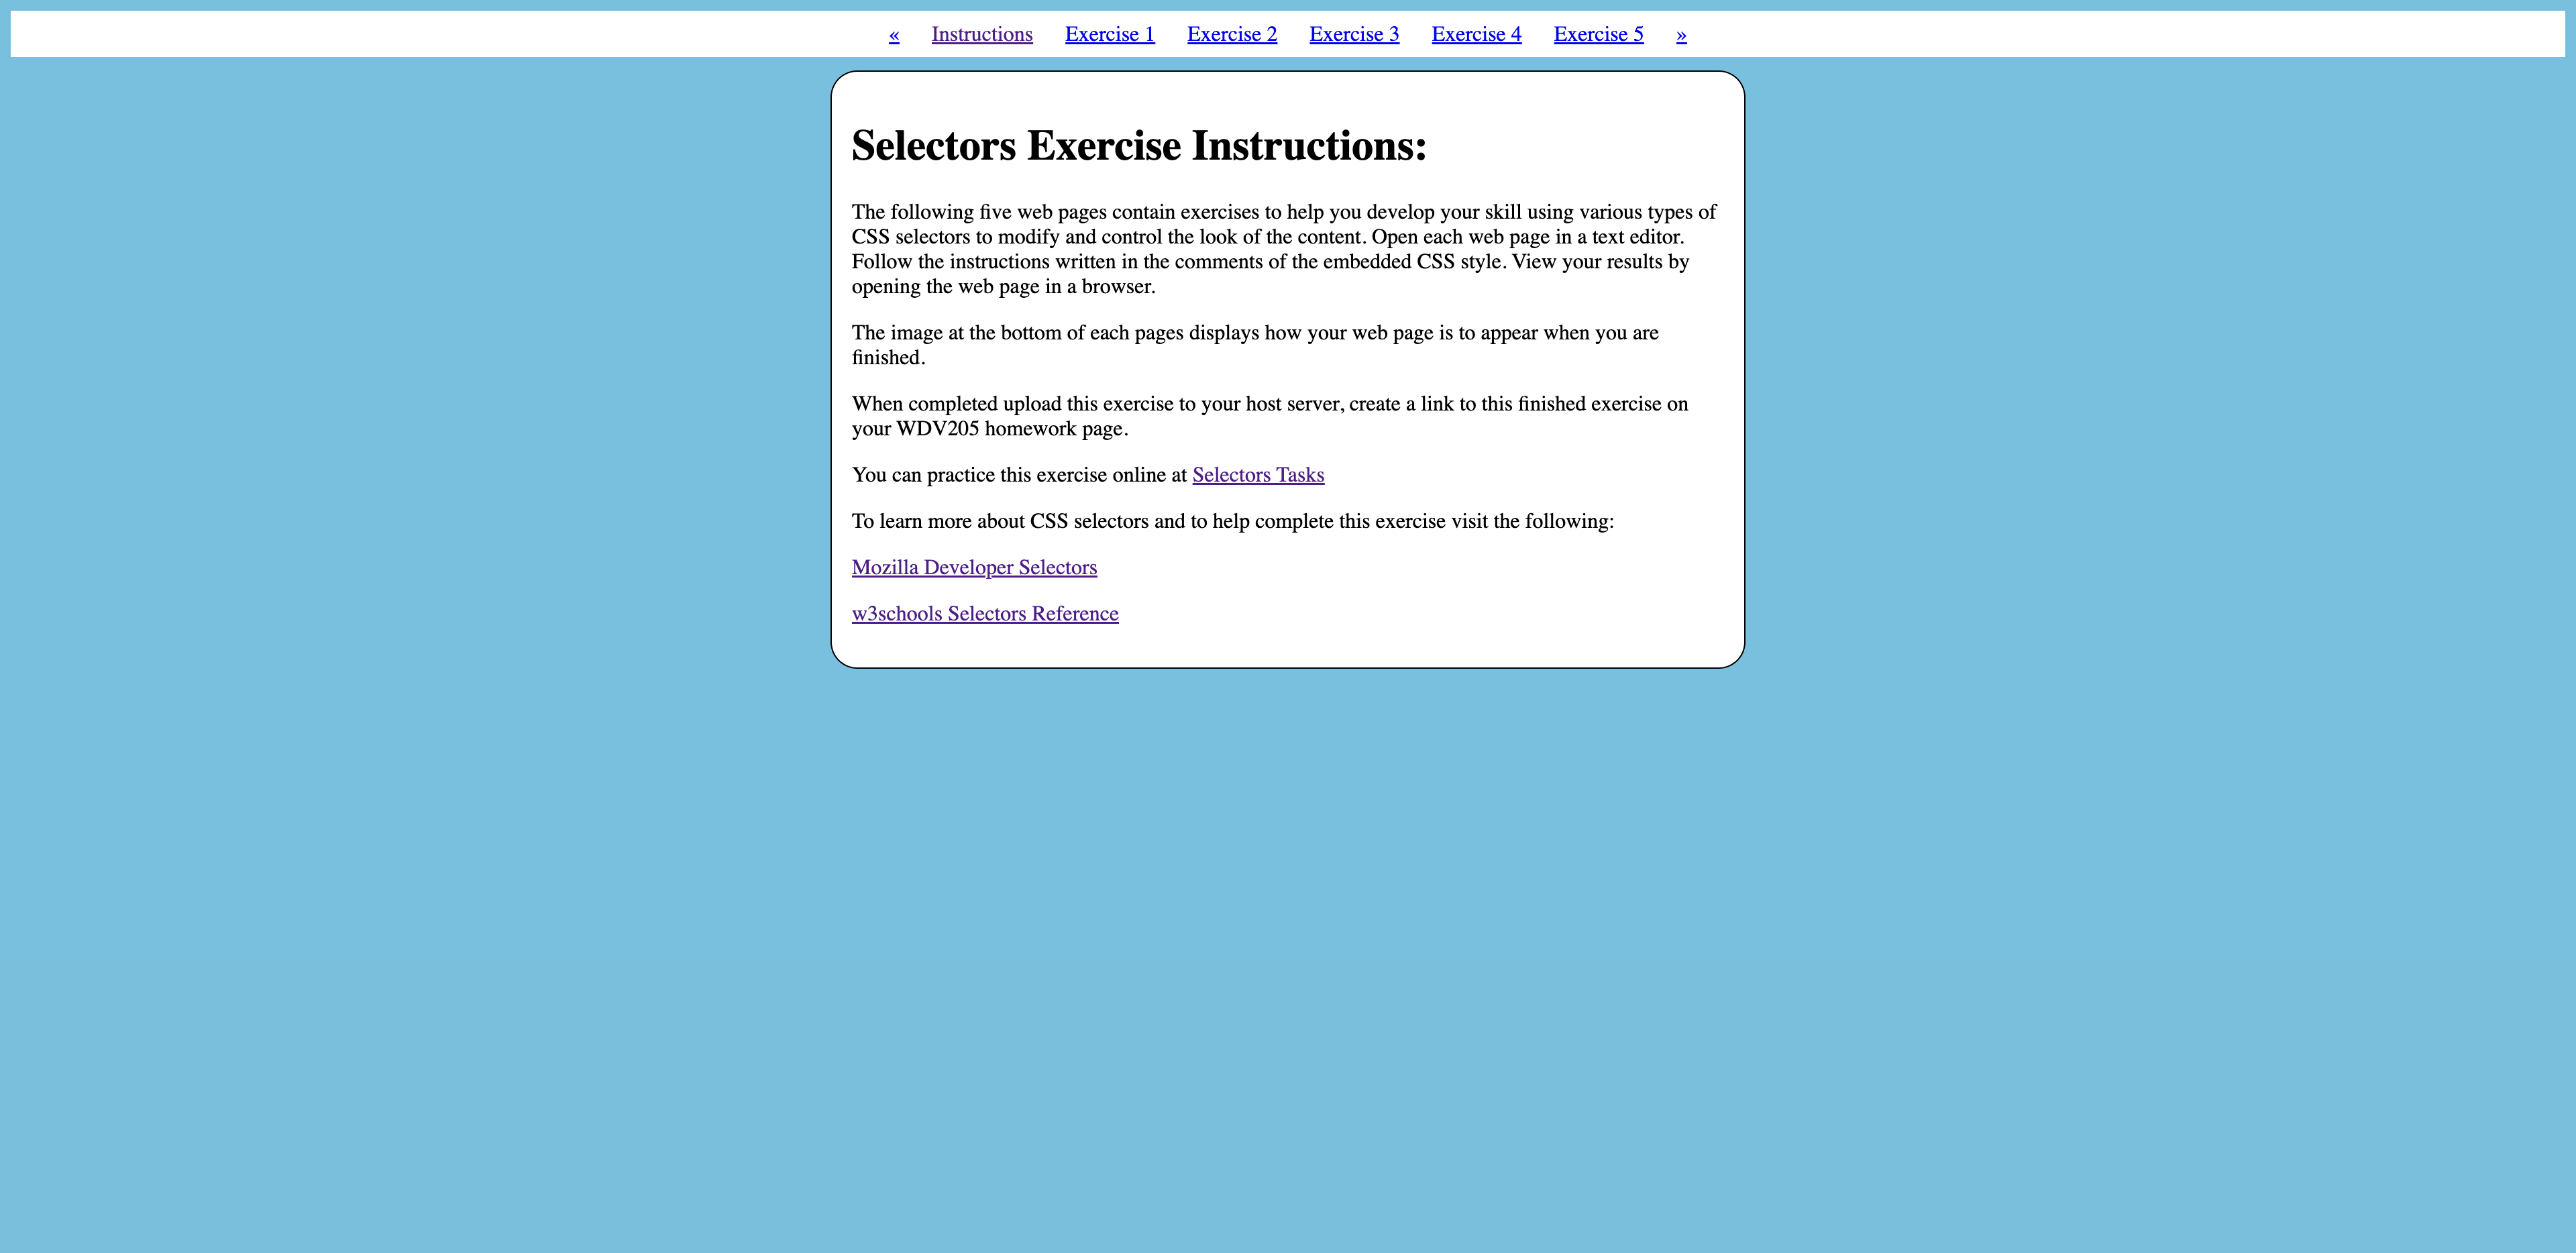 « Instructions Exercise 1 Exercise 2 Exercise 3 Exercise 4 Exercise 5 »
Selectors Exercise Instructions:
The following five web pages contain exercises to help you develop your skill using various types of
CSS selectors to modify and control the look of the content. Open each web page in a text editor.
Follow the instructions written in the comments of the embedded CSS style. View your results by
opening the web page in a browser.
The image at the bottom of each pages displays how your web page is to appear when you are
finished.
When completed upload this exercise to your host server, create a link to this finished exercise on
your WDV205 homework page.
You can practice this exercise online at Selectors Tasks
To learn more about CSS selectors and to help complete this exercise visit the following:
Mozilla Developer Selectors
w3schools Selectors Reference